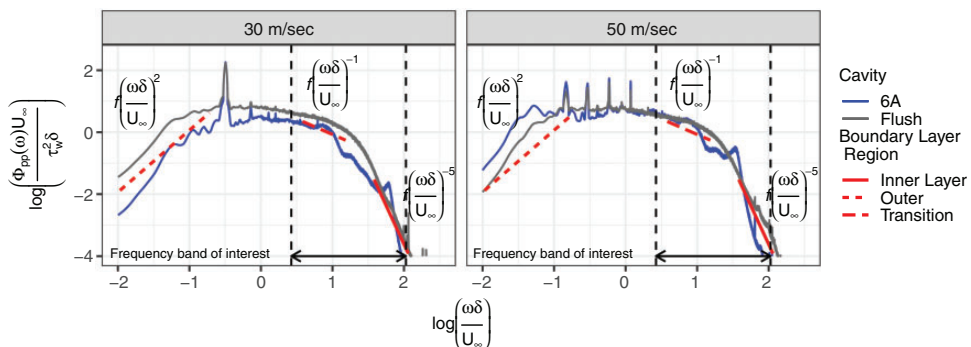 30 m/sec
50 m/sec
log(Φpp(ω)U∞/τw²δ)
2
0
−2
−4
f(ωδ/U∞)²
f(ωδ/U∞)⁻¹
f(ωδ/U∞)⁻⁵
Frequency band of interest
f(ωδ/U∞)²
f(ωδ/U∞)⁻¹
f(ωδ/U∞)⁻⁵
Frequency band of interest
−2 −1 0 1 2
−2 −1 0 1 2
log(ωδ/U∞)
Cavity
6A
Flush
Boundary Layer
Region
Inner Layer
Outer
Transition